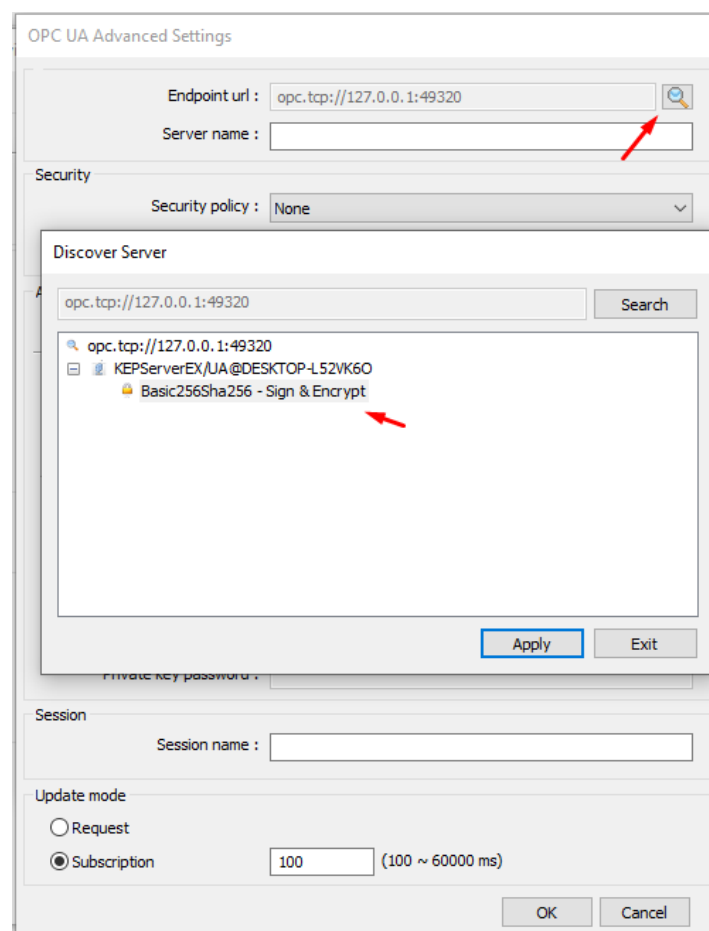 OPC UA Advanced Settings
Endpoint url : opc.tcp://127.0.0.1:49320
Server name :
Security
Security policy : None
Discover Server
opc.tcp://127.0.0.1:49320 Search
opc.tcp://127.0.0.1:49320
KEPServerEX/UA@DESKTOP-L52VK6O
Basic256Sha256 - Sign & Encrypt
Apply Exit
Private key password :
Session
Session name :
Update mode
Request
Subscription 100 (100 ~ 60000 ms)
OK Cancel